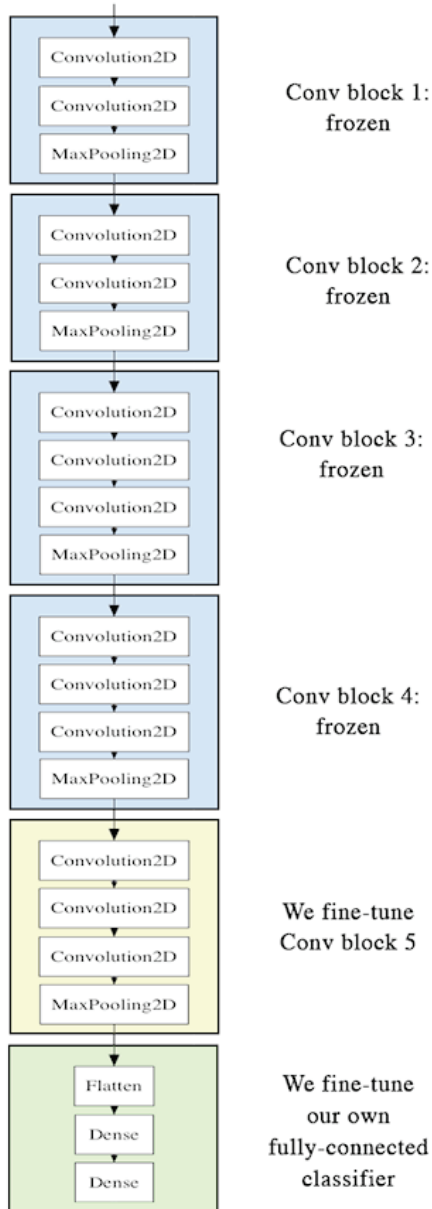 Convolution2D
Convolution2D
MaxPooling2D
Conv block 1:
frozen
Convolution2D
Convolution2D
MaxPooling2D
Conv block 2:
frozen
Convolution2D
Convolution2D
Convolution2D
MaxPooling2D
Conv block 3:
frozen
Convolution2D
Convolution2D
Convolution2D
MaxPooling2D
Conv block 4:
frozen
Convolution2D
Convolution2D
Convolution2D
MaxPooling2D
We fine-tune
Conv block 5
Flatten
Dense
Dense
We fine-tune
our own
fully-connected
classifier